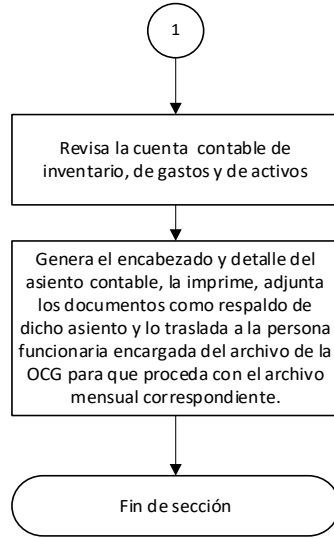 1
Revisa la cuenta contable de
inventario, de gastos y de activos
Genera el encabezado y detalle del
asiento contable, la imprime, adjunta
los documentos como respaldo de
dicho asiento y lo traslada a la persona
funcionaria encargada del archivo de la
OCG para que proceda con el archivo
mensual correspondiente.
Fin de sección